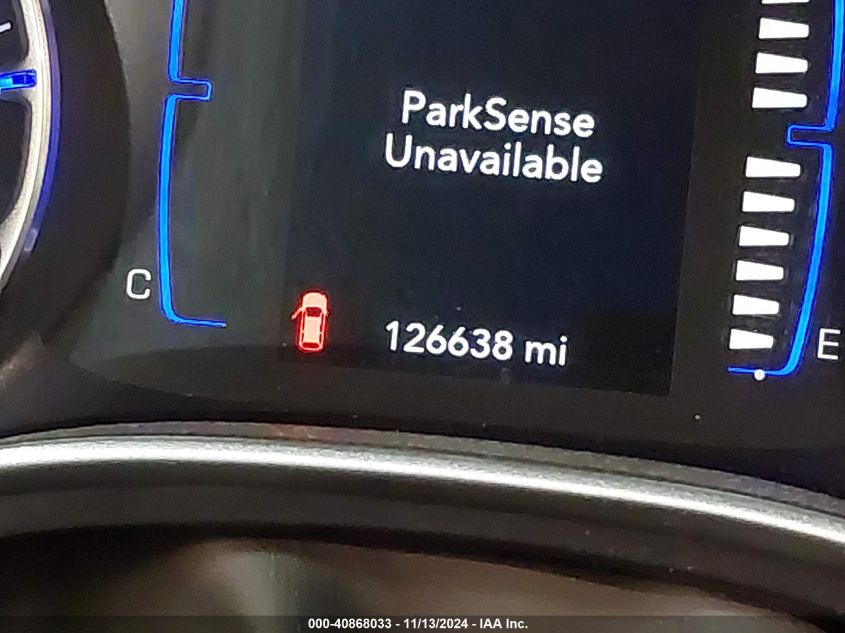 ParkSense
Unavailable
C
126638 mi
E
000-40868033 - 11/13/2024 - IAA Inc.